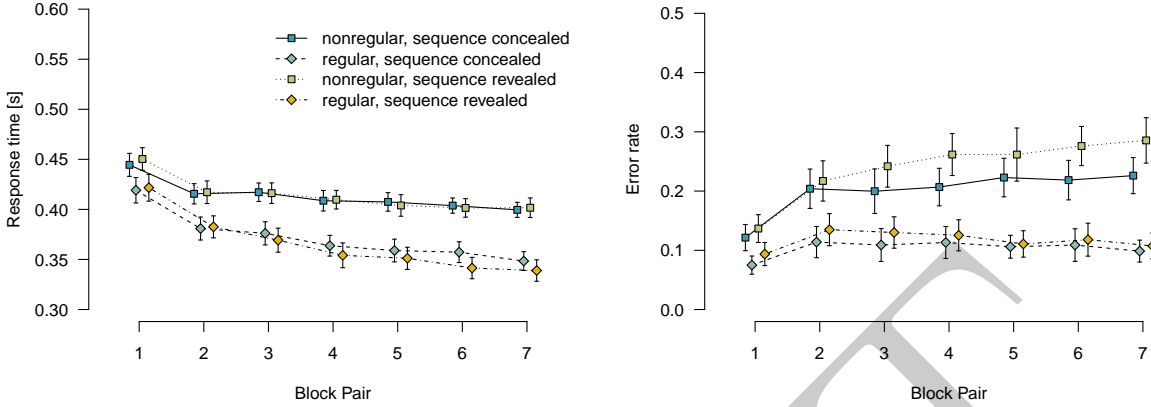 0.60
0.55
0.50
0.45
0.40
0.35
0.30
Response time [s]
nonregular, sequence concealed
regular, sequence concealed
nonregular, sequence revealed
regular, sequence revealed
1 2 3 4 5 6 7
Block Pair
0.5
0.4
0.3
0.2
0.1
0.0
Error rate
1 2 3 4 5 6 7
Block Pair
T